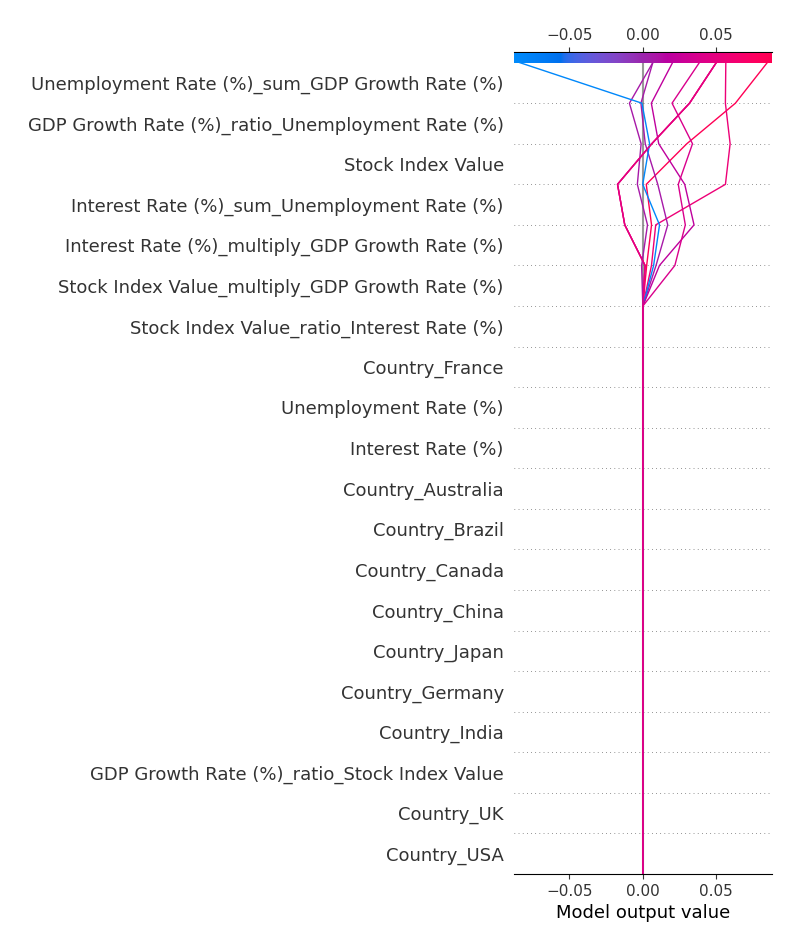 −0.05 0.00 0.05
Unemployment Rate (%)_sum_GDP Growth Rate (%)
GDP Growth Rate (%)_ratio_Unemployment Rate (%)
Stock Index Value
Interest Rate (%)_sum_Unemployment Rate (%)
Interest Rate (%)_multiply_GDP Growth Rate (%)
Stock Index Value_multiply_GDP Growth Rate (%)
Stock Index Value_ratio_Interest Rate (%)
Country_France
Unemployment Rate (%)
Interest Rate (%)
Country_Australia
Country_Brazil
Country_Canada
Country_China
Country_Japan
Country_Germany
Country_India
GDP Growth Rate (%)_ratio_Stock Index Value
Country_UK
Country_USA
−0.05 0.00 0.05
Model output value